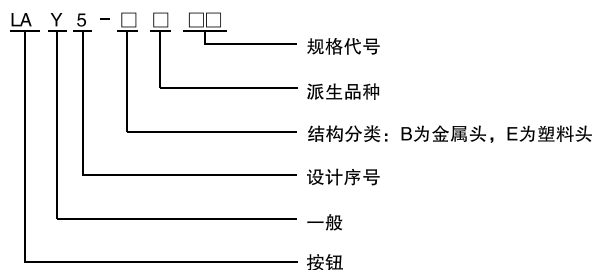 LA Y 5-□ □ □□
规格代号
派生品种
结构分类：B为金属头，E为塑料头
设计序号
一般
按钮